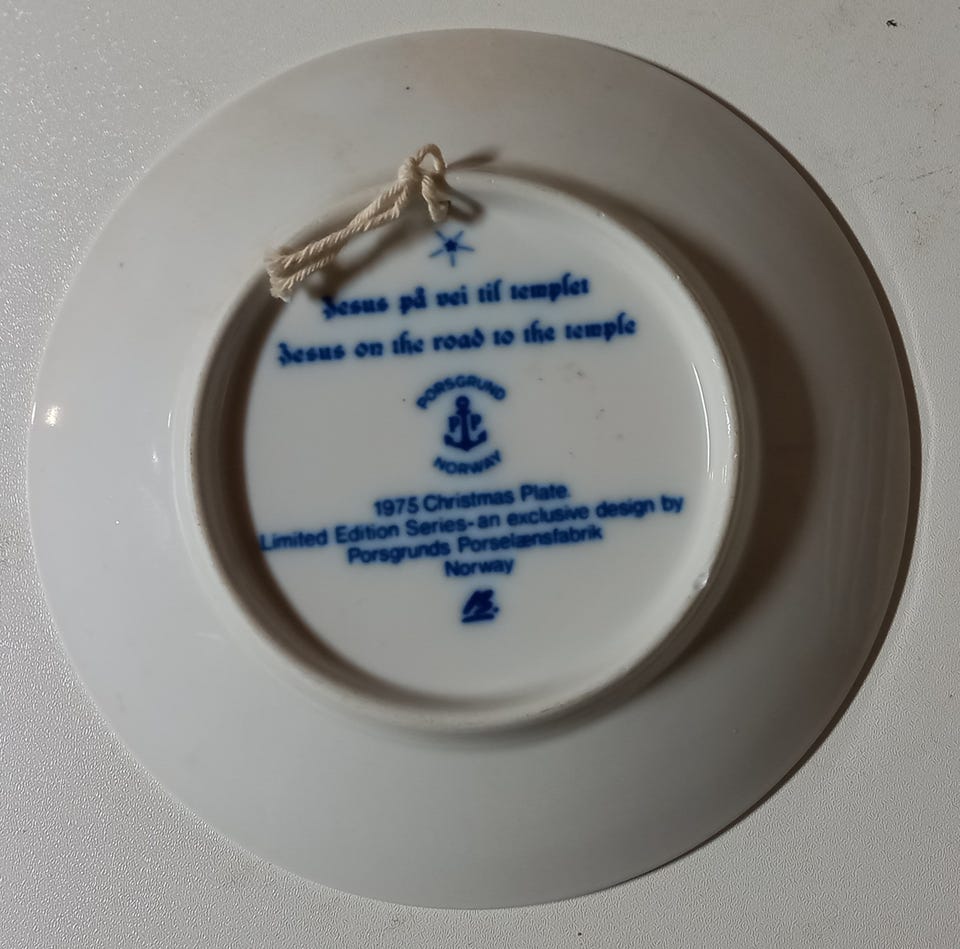 Jesus på vei til templet
Jesus on the road to the temple
PORSGRUND
P P
NORWAY
1975 Christmas Plate.
Limited Edition Series-an exclusive design by
Porsgrunds Porselænsfabrik
Norway